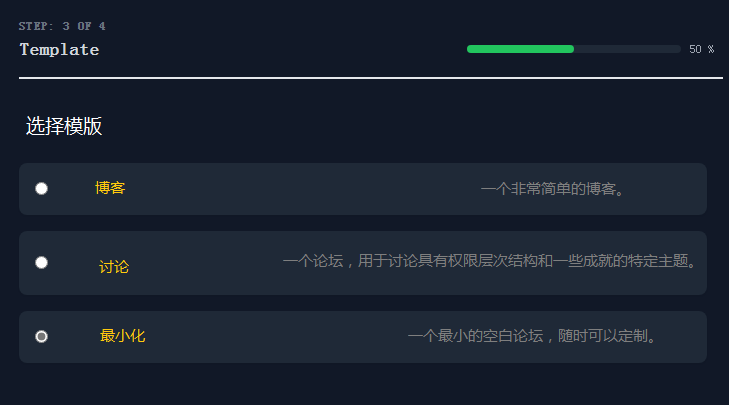 STEP: 3 OF 4
Template
50 %
选择模版
博客
一个非常简单的博客。
讨论
一个论坛，用于讨论具有权限层次结构和一些成就的特定主题。
最小化
一个最小的空白论坛，随时可以定制。